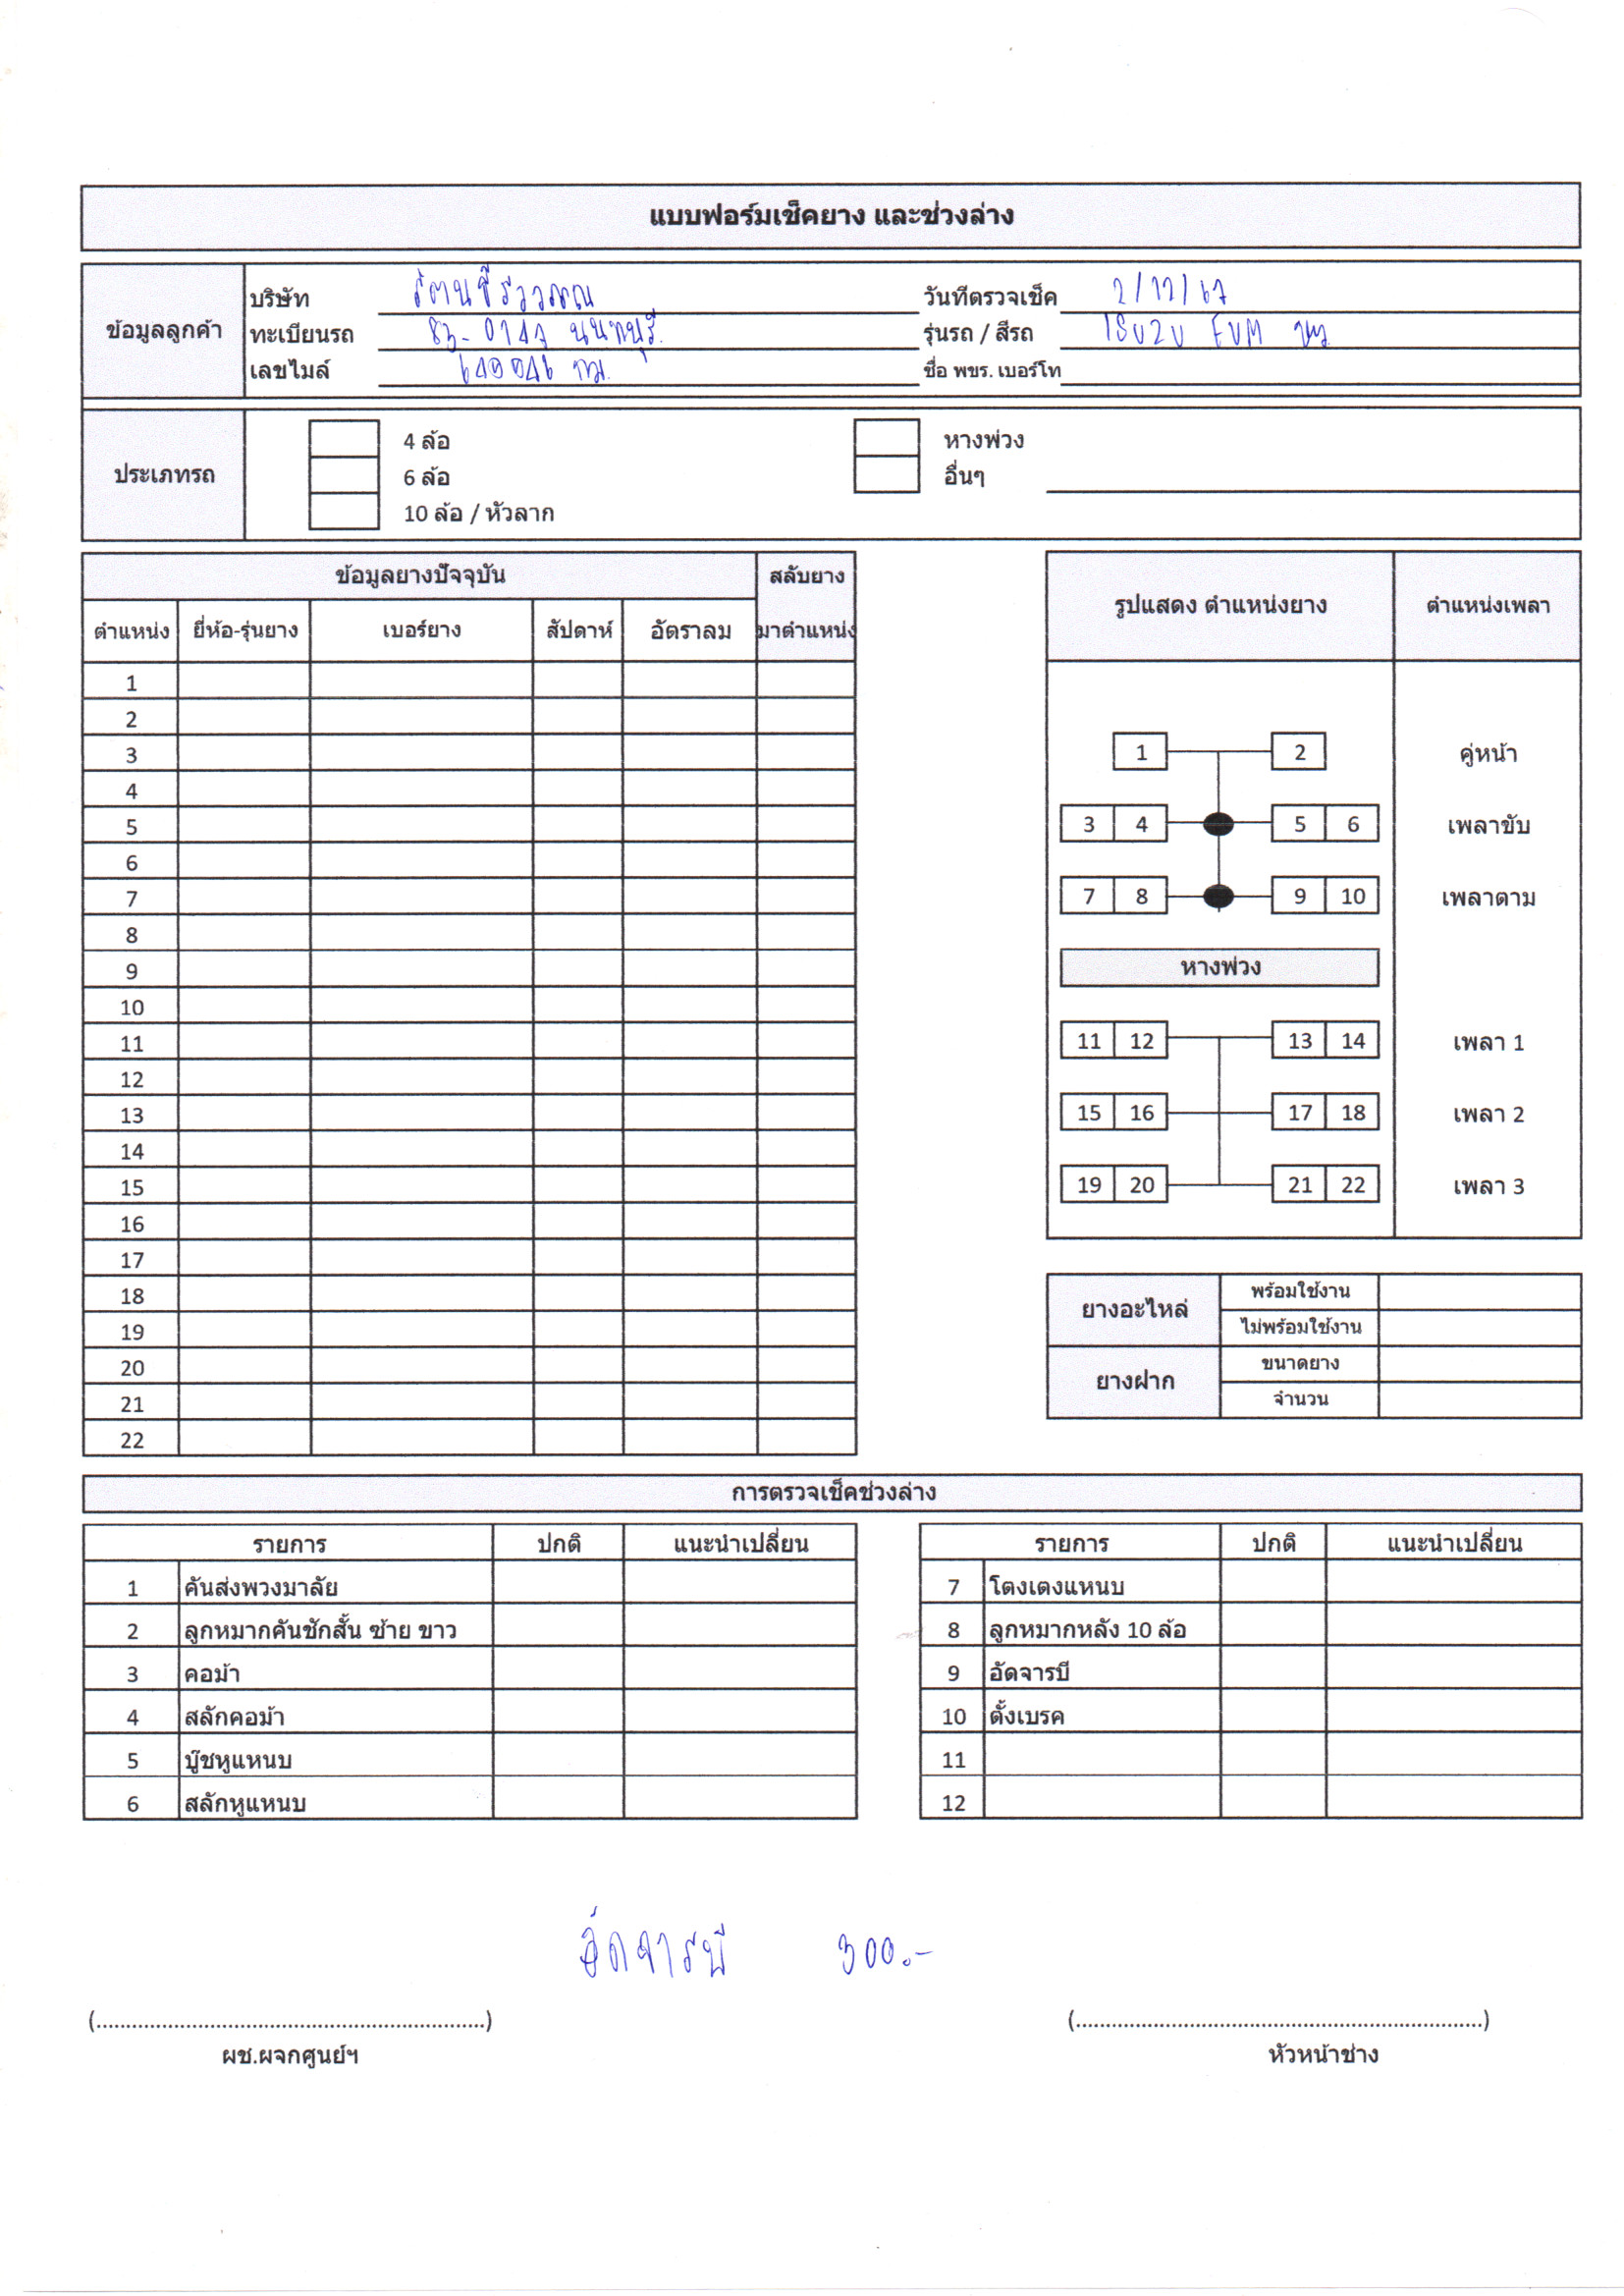 แบบฟอร์มเช็คยาง และช่วงล่าง
ข้อมูลลูกค้า
บริษัท วันที่ตรวจเช็ค 2/12/67
ทะเบียนรถ นนทบุรี รุ่นรถ / สีรถ ISUZU
เลขไมล์ กม. ชื่อ พขร. เบอร์โท
ประเภทรถ
4 ล้อ หางพ่วง
6 ล้อ อื่นๆ
10 ล้อ / หัวลาก
ข้อมูลยางปัจจุบัน สลับยาง
ตำแหน่ง ยี่ห้อ-รุ่นยาง เบอร์ยาง สัปดาห์ อัตราลม มาตำแหน่ง
1
2
3
4
5
6
7
8
9
10
11
12
13
14
15
16
17
18
19
20
21
22
รูปแสดง ตำแหน่งยาง ตำแหน่งเพลา
1 2 คู่หน้า
3 4 5 6 เพลาขับ
7 8 9 10 เพลาตาม
หางพ่วง
11 12 13 14 เพลา 1
15 16 17 18 เพลา 2
19 20 21 22 เพลา 3
ยางอะไหล่ พร้อมใช้งาน
ไม่พร้อมใช้งาน
ยางฝาก ขนาดยาง
จำนวน
การตรวจเช็คช่วงล่าง
รายการ ปกติ แนะนำเปลี่ยน
1 คันส่งพวงมาลัย
2 ลูกหมากคันชักสั้น ซ้าย ขาว
3 คอม้า
4 สลักคอม้า
5 บู๊ชหูแหนบ
6 สลักหูแหนบ
รายการ ปกติ แนะนำเปลี่ยน
7 โตงเตงแหนบ
8 ลูกหมากหลัง 10 ล้อ
9 อัดจารบี
10 ตั้งเบรค
11
12
อัดจารบี 300.-
(.................................................................)
ผช.ผจกศูนย์ฯ
(....................................................................)
หัวหน้าช่าง